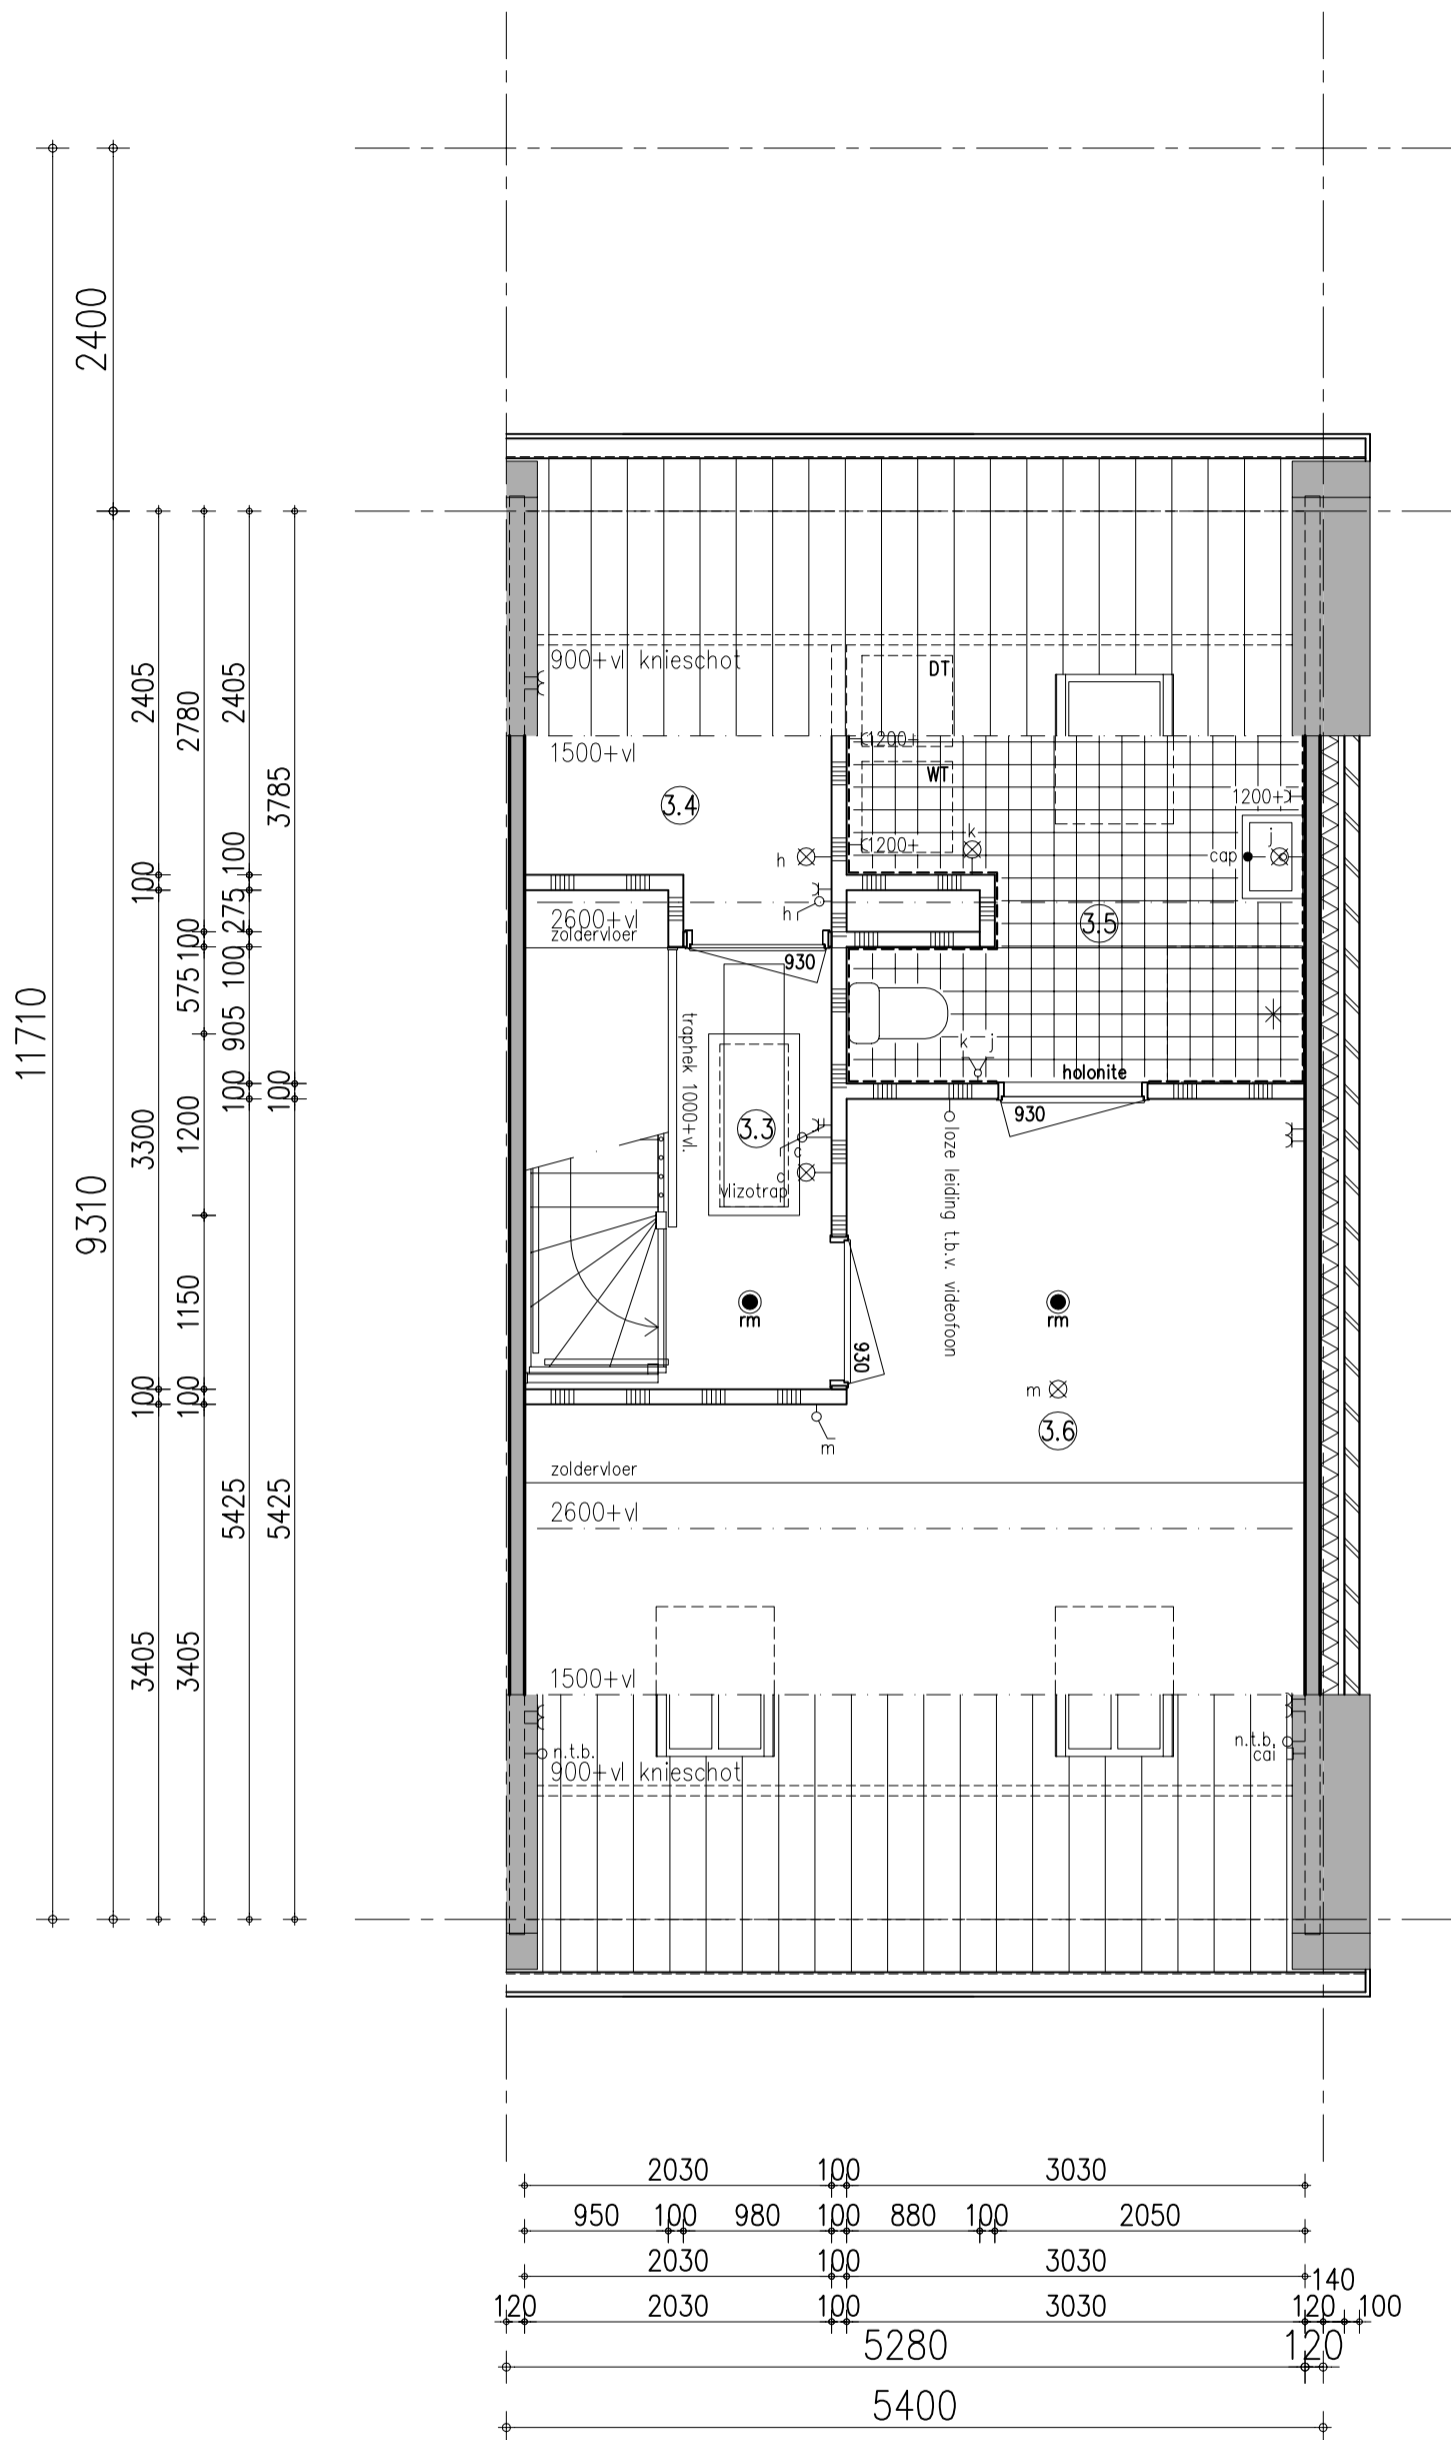 2400
11710
9310
2405
100
3300
100
3405
2780
100
575
1200
1150
100
3405
2405
100
275
100
905
100
5425
3785
100
5425
900+vl knieschot
DT
1200+
1500+vl
WT
3.4
1200+
k
h
1200+
j
cap
2600+vl
zoldervloer
hr
3.5
930
traphek 1000+vl.
k j
holonite
930
3.3
r c
c
vlizotrap
loze leiding t.b.v. videofoon
rm
rm
930
m
3.6
m
zoldervloer
2600+vl
1500+vl
n.t.b.
n.t.b.
cai
900+vl knieschot
2030 100 3030
950 100 980 100 880 100 2050
2030 100 3030
140
120 2030 100 3030 120 100
5280 120
5400